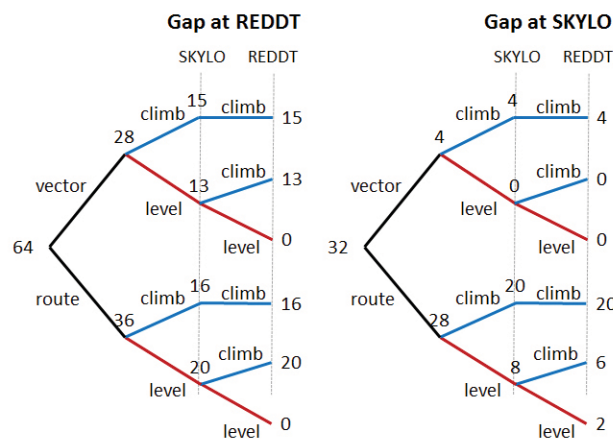 Gap at REDDT
SKYLO REDDT
15
climb climb
15
28
vector
climb
13
13
level
level
0
64
route
16
climb climb
16
36
climb
20
20
level
level
0
Gap at SKYLO
SKYLO REDDT
4
climb climb
4
4
vector
climb
0
0
level
level
0
32
route
20
climb climb
20
28
climb
8
6
level
level
2